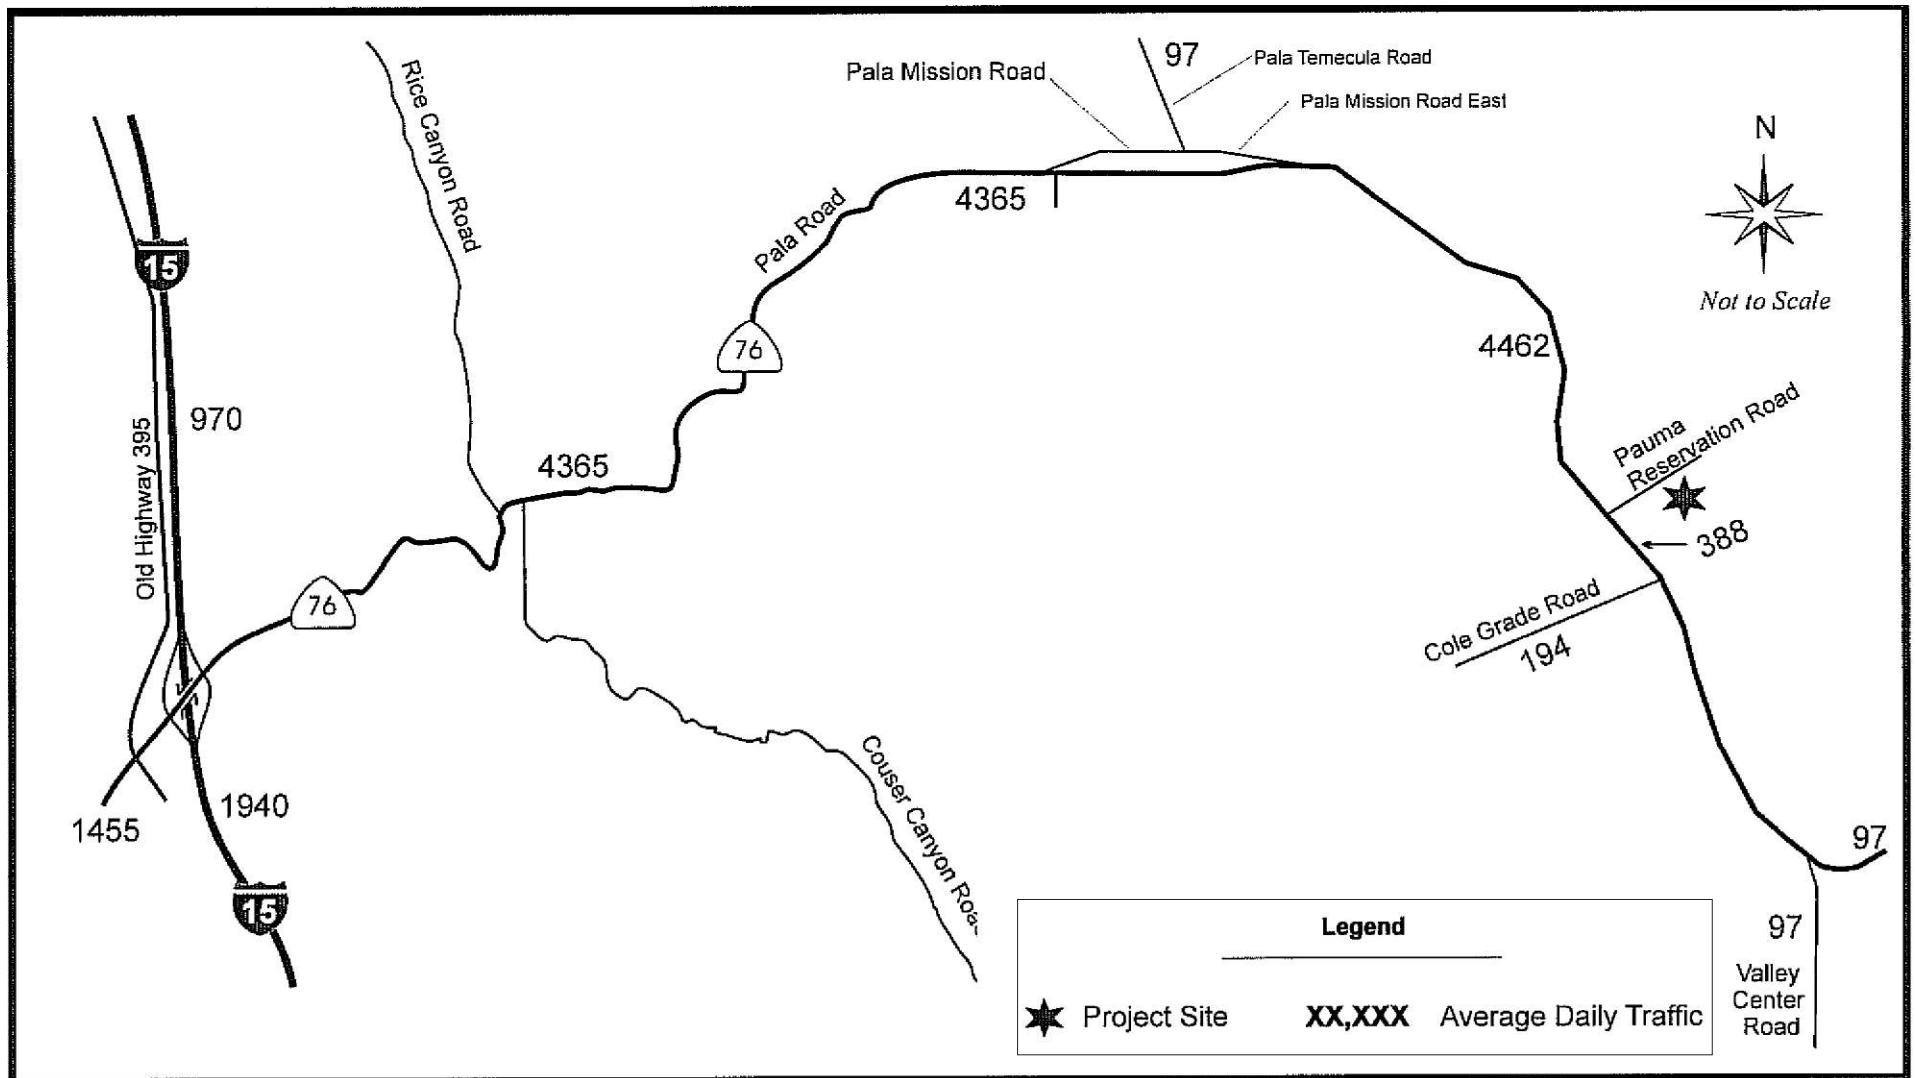 97
Pala Temecula Road
Pala Mission Road
Pala Mission Road East
Rice Canyon Road
N
Not to Scale
15
Pala Road
4365
76
4462
970
Old Highway 395
4365
Pauma
Reservation Road
388
76
Cole Grade Road
194
1455
1940
15
Couser Canyon Roa
97
97
Valley
Center
Road
Legend
Project Site
XX,XXX Average Daily Traffic